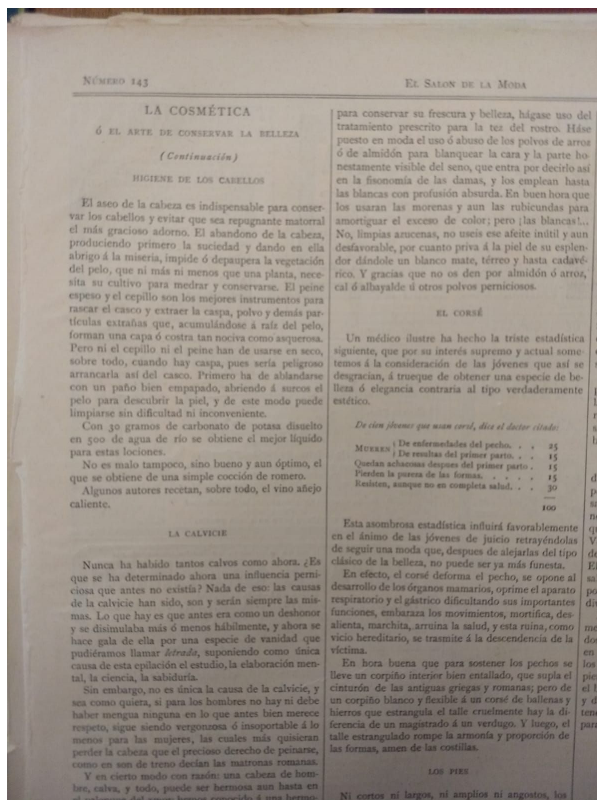 NÚMERO 143
EL SALON DE LA MODA
LA COSMÉTICA
Ó EL ARTE DE CONSERVAR LA BELLEZA
(Continuación)
HIGIENE DE LOS CABELLOS
El aseo de la cabeza es indispensable para conser-
var los cabellos y evitar que sea repugnante matorral
el más gracioso adorno. El abandono de la cabeza,
produciendo primero la suciedad y dando en ella
abrigo á la miseria, impide ó depaupera la vegetación
del pelo, que ni más ni menos que una planta, nece-
sita su cultivo para medrar y conservarse. El peine
espeso y el cepillo son los mejores instrumentos para
rascar el casco y extraer la caspa, polvo y demás par-
tículas extrañas que, acumulándose á raís del pelo,
forman una capa ó costra tan nociva como asquerosa.
Pero ni el cepillo ni el peine han de usarse en seco,
sobre todo, cuando hay caspa, pues sería peligroso
arrancarla así del casco. Primero ha de ablandarse
con un paño bien empapado, abriendo á surcos el
pelo para descubrir la piel, y de este modo puede
limpiarse sin dificultad ni inconveniente.
Con 30 gramos de carbonato de potasa disuelto
en 500 de agua de río se obtiene el mejor líquido
para estas lociones.
No es malo tampoco, sino bueno y aun óptimo, el
que se obtiene de una simple cocción de romero.
Algunos autores recetan, sobre todo, el vino añejo
caliente.
LA CALVICIE
Nunca ha habido tantos calvos como ahora. ¿Es
que se ha determinado ahora una influencia perni-
ciosa que antes no existía? Nada de eso: las causas
de la calvicie han sido, son y serán siempre las mis-
mas. Lo que hay es que antes era como un deshonor
y se disimulaba más ó menos hábilmente, y ahora se
hace gala de ella por una especie de vanidad que
pudiéramos llamar letrada, suponiendo como única
causa de esta epilación el estudio, la elaboración men-
tal, la ciencia, la sabiduría.
Sin embargo, no es única la causa de la calvicie, y
sea como quiera, si para los hombres no hay ni debe
haber mengua ninguna en lo que antes bien merece
respeto, sigue siendo vergonzosa ó insoportable á lo
menos para las mujeres, las cuales más quisieran
perder la cabeza que el precioso derecho de peinarse,
como en son de treno decían las matronas romanas.
Y en cierto modo con razón: una cabeza de hom-
bre, calva, y todo, puede ser hermosa aun hasta en
para conservar su frescura y belleza, hágase uso del
tratamiento prescrito para la tez del rostro. Háse
puesto en moda el uso ó abuso de los polvos de arroz
ó de almidón para blanquear la cara y la parte ho-
nestamente visible del seno, que entra por decirlo así
en la fisonomía de las damas, y los emplean hasta
las blancas con profusión absurda. En buen hora que
los usaran las morenas y aun las rubicundas para
amortiguar el exceso de color; pero ¡las blancas!...
No, limpias azucenas, no useis ese afeite inútil y aun
desfavorable, por cuanto priva á la piel de su esplen-
dor dándole un blanco mate, térreo y hasta cadavé-
rico. Y gracias que no os den por almidón ó arroz,
cal ó albayalde ú otros polvos perniciosos.
EL CORSÉ
Un médico ilustre ha hecho la triste estadística
siguiente, que por su interés supremo y actual some-
temos á la consideración de las jóvenes que así se
desgracian, á trueque de obtener una especie de be-
lleza ó elegancia contraria al tipo verdaderamente
estético.
De cien jóvenes que usan corsé, dice el doctor citado:
MUEREN { De enfermedades del pecho. . . 25
{ De resultas del primer parto. . . 15
Quedan achacosas despues del primer parto . 15
Pierden la pureza de las formas. . . . . . 15
Resisten, aunque no en completa salud. . . 30
100
Esta asombrosa estadística influirá favorablemente
en el ánimo de las jóvenes de juicio retrayéndolas
de seguir una moda que, despues de alejarlas del tipo
clásico de la belleza, no puede ser ya más funesta.
En efecto, el corsé deforma el pecho, se opone al
desarrollo de los órganos mamarios, oprime el aparato
respiratorio y el gástrico dificultando sus importantes
funciones, embaraza los movimientos, mortifica, des-
alienta, marchita, arruina la salud, y esta ruina, como
vicio hereditario, se trasmite á la descendencia de la
víctima.
En hora buena que para sostener los pechos se
lleve un corpiño interior bien entallado, que supla el
cinturón de las antiguas griegas y romanas; pero de
un corpiño blanco y flexible á un corsé de ballenas y
hierros que estrangula el talle cruelmente hay la di-
ferencia de un magistrado á un verdugo. Y luego, el
talle estrangulado rompe la armonía y proporción de
las formas, amen de las costillas.
LOS PIES
Ni cortos ni largos, ni amplios ni angostos, los